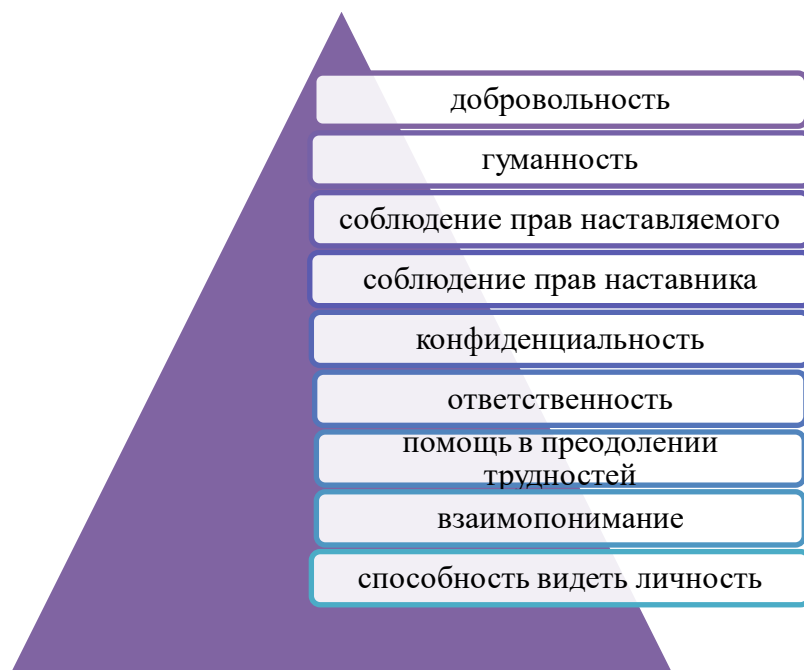 добровольность
гуманность
соблюдение прав наставляемого
соблюдение прав наставника
конфиденциальность
ответственность
помощь в преодолении
трудностей
взаимопонимание
способность видеть личность